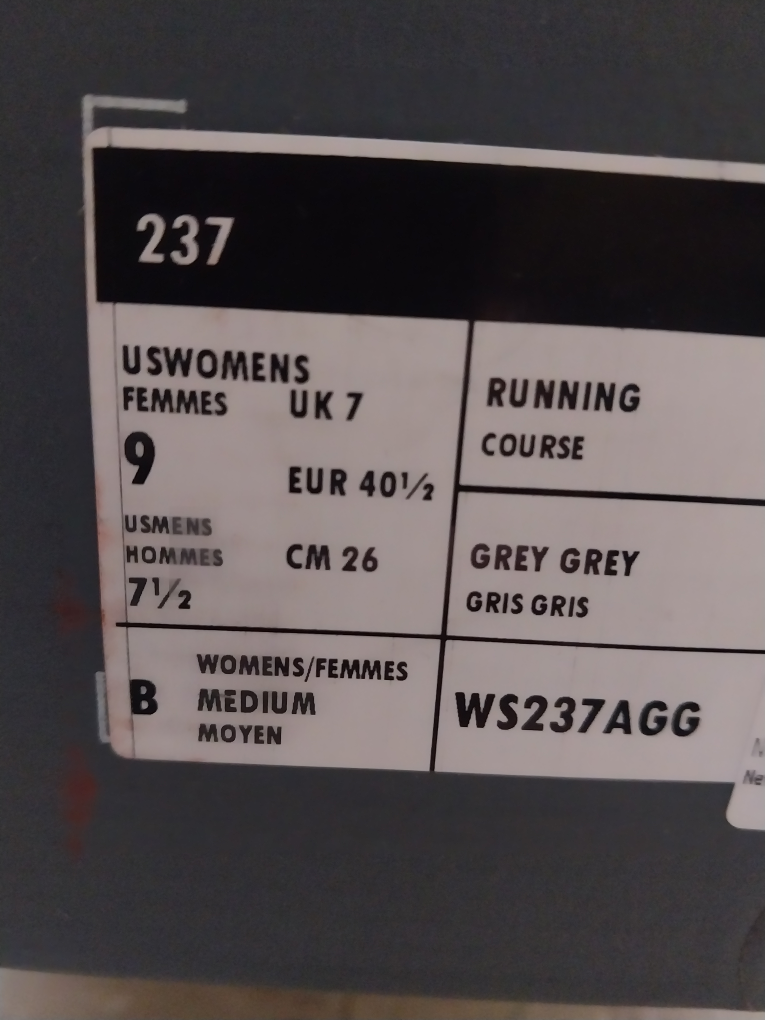 237
USWOMENS
FEMMES
9
UK 7
EUR 40½
USMENS
HOMMES
7½
CM 26
RUNNING
COURSE
GREY GREY
GRIS GRIS
B
WOMENS/FEMMES
MEDIUM
MOYEN
WS237AGG
Ne